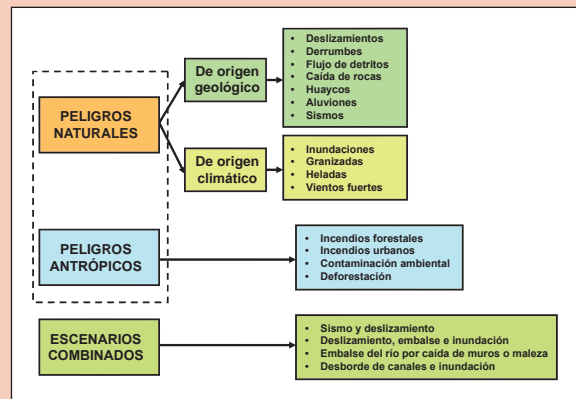 PELIGROS
NATURALES
De origen
geológico
• Deslizamientos
• Derrumbes
• Flujo de detritos
• Caída de rocas
• Huaycos
• Aluviones
• Sismos
De origen
climático
• Inundaciones
• Granizadas
• Heladas
• Vientos fuertes
PELIGROS
ANTRÓPICOS
• Incendios forestales
• Incendios urbanos
• Contaminación ambiental
• Deforestación
ESCENARIOS
COMBINADOS
• Sismo y deslizamiento
• Deslizamiento, embalse e inundación
• Embalse del río por caída de muros o maleza
• Desborde de canales e inundación